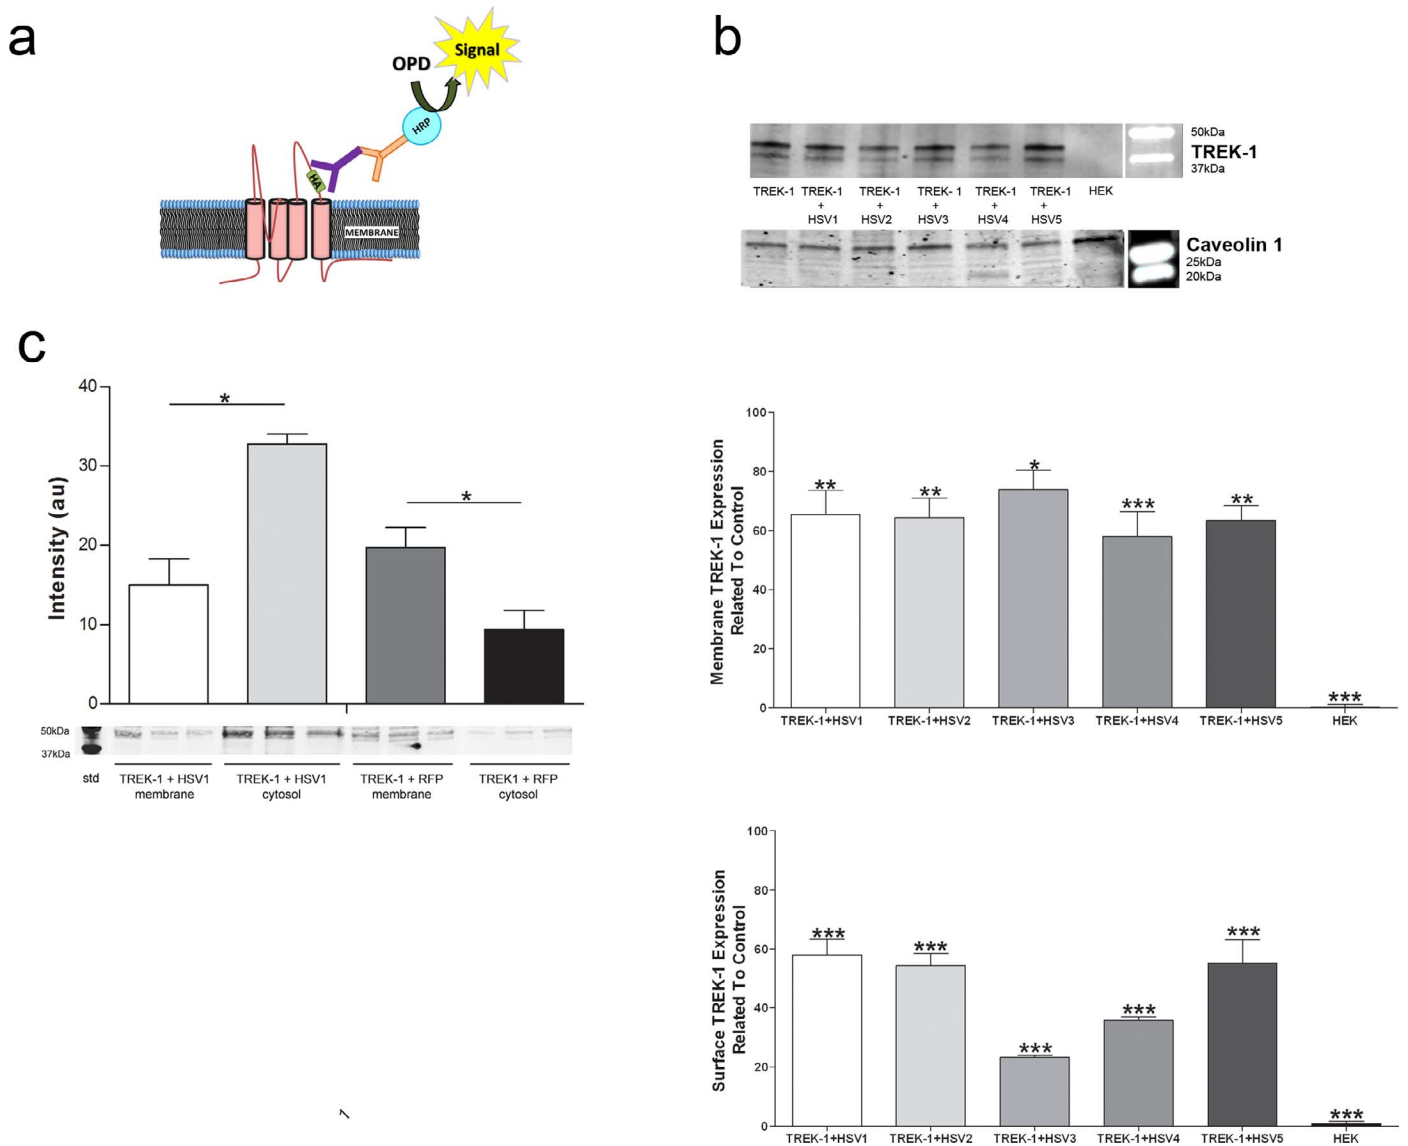 a
OPD
Signal
HRP
HA
MEMBRANE
b
50kDa
TREK-1
37kDa
TREK-1 TREK-1 TREK-1 TREK- 1 TREK-1 TREK-1 HEK
+ + + + +
HSV1 HSV2 HSV3 HSV4 HSV5
Caveolin 1
25kDa
20kDa
c
40
30
20
10
0
Intensity (au)
*
*
50kDa
37kDa
std
TREK-1 + HSV1 TREK-1 + HSV1 TREK-1 + RFP TREK1 + RFP
membrane cytosol membrane cytosol
100
80
60
40
20
0
Membrane TREK-1 Expression
Related To Control
** ** * *** ** ***
TREK-1+HSV1 TREK-1+HSV2 TREK-1+HSV3 TREK-1+HSV4 TREK-1+HSV5 HEK
100
80
60
40
20
0
Surface TREK-1 Expression
Related To Control
*** *** *** *** *** ***
TREK-1+HSV1 TREK-1+HSV2 TREK-1+HSV3 TREK-1+HSV4 TREK-1+HSV5 HEK
1